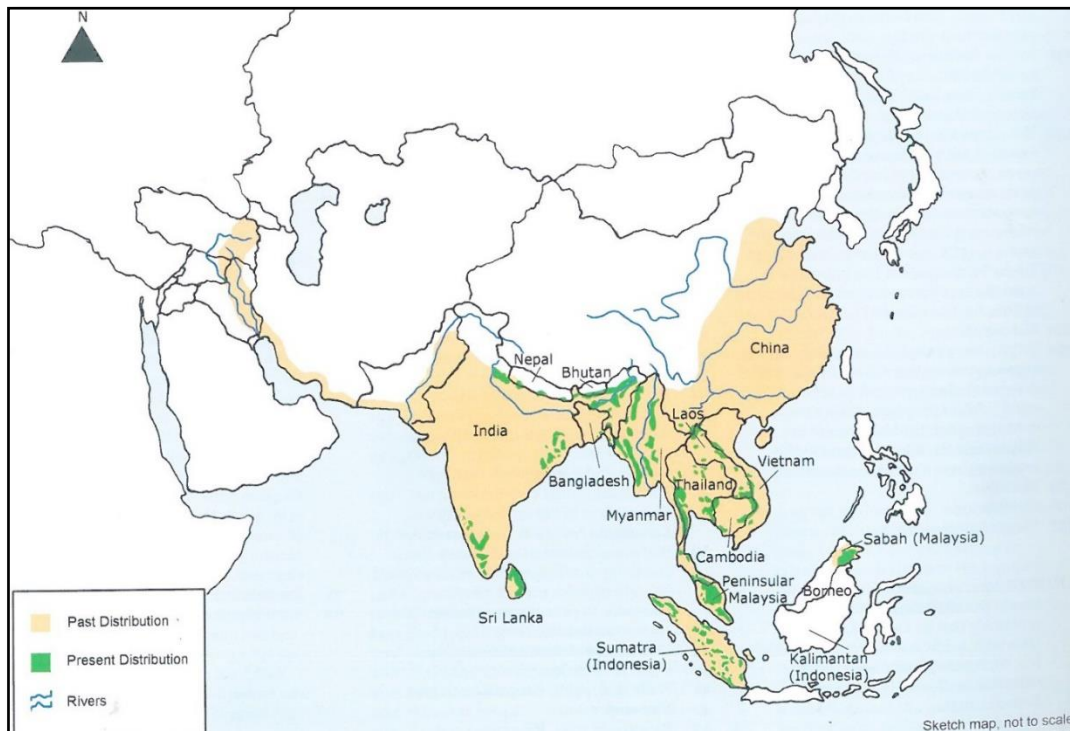 N
China
Nepal
Bhutan
India
Laos
Vietnam
Bangladesh
Thailand
Myanmar
Cambodia
Sabah (Malaysia)
Peninsular
Malaysia
Borneo
Sri Lanka
Sumatra
(Indonesia)
Kalimantan
(Indonesia)
Past Distribution
Present Distribution
Rivers
Sketch map, not to scale